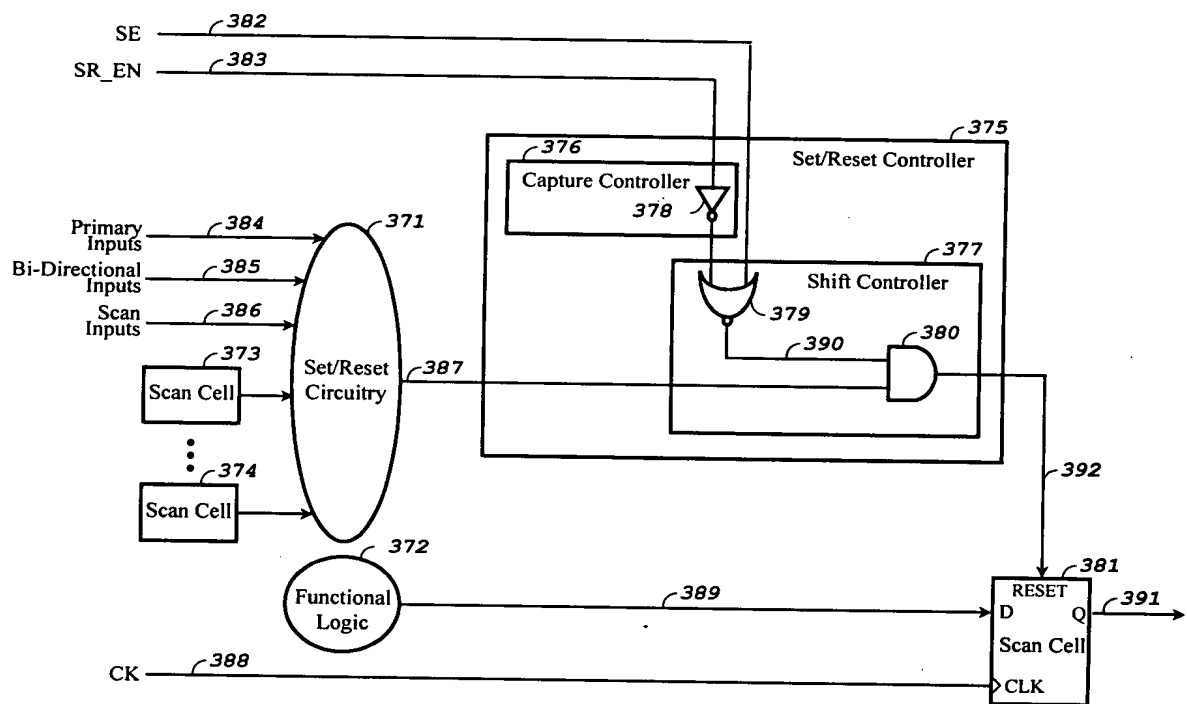 SE
382
SR_EN
383
375
Set/Reset Controller
376
Capture Controller
378
377
Shift Controller
379
390
380
Primary
Inputs
384
371
Bi-Directional
Inputs
385
Scan
Inputs
386
373
Scan Cell
Set/Reset
Circuitry
387
374
Scan Cell
392
372
Functional
Logic
389
381
RESET
D
Q
391
Scan Cell
CK
388
CLK